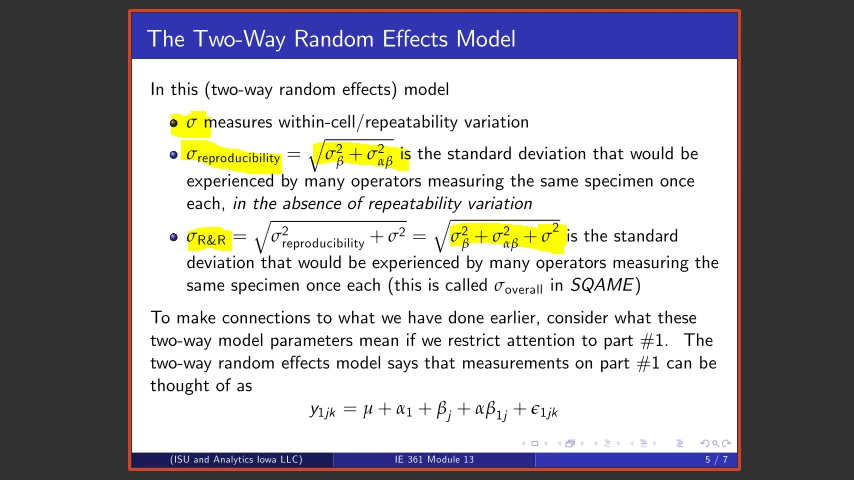 The Two-Way Random Effects Model
In this (two-way random effects) model
• σ measures within-cell/repeatability variation
• σ_reproducibility = √(σ²_β + σ²_αβ) is the standard deviation that would be
experienced by many operators measuring the same specimen once
each, in the absence of repeatability variation
• σ_R&R = √(σ²_reproducibility + σ²) = √(σ²_β + σ²_αβ + σ²) is the standard
deviation that would be experienced by many operators measuring the
same specimen once each (this is called σ_overall in SQAME)
To make connections to what we have done earlier, consider what these
two-way model parameters mean if we restrict attention to part #1. The
two-way random effects model says that measurements on part #1 can be
thought of as
y_1jk = μ + α_1 + β_j + αβ_1j + ϵ_1jk
(ISU and Analytics Iowa LLC) IE 361 Module 13 5 / 7